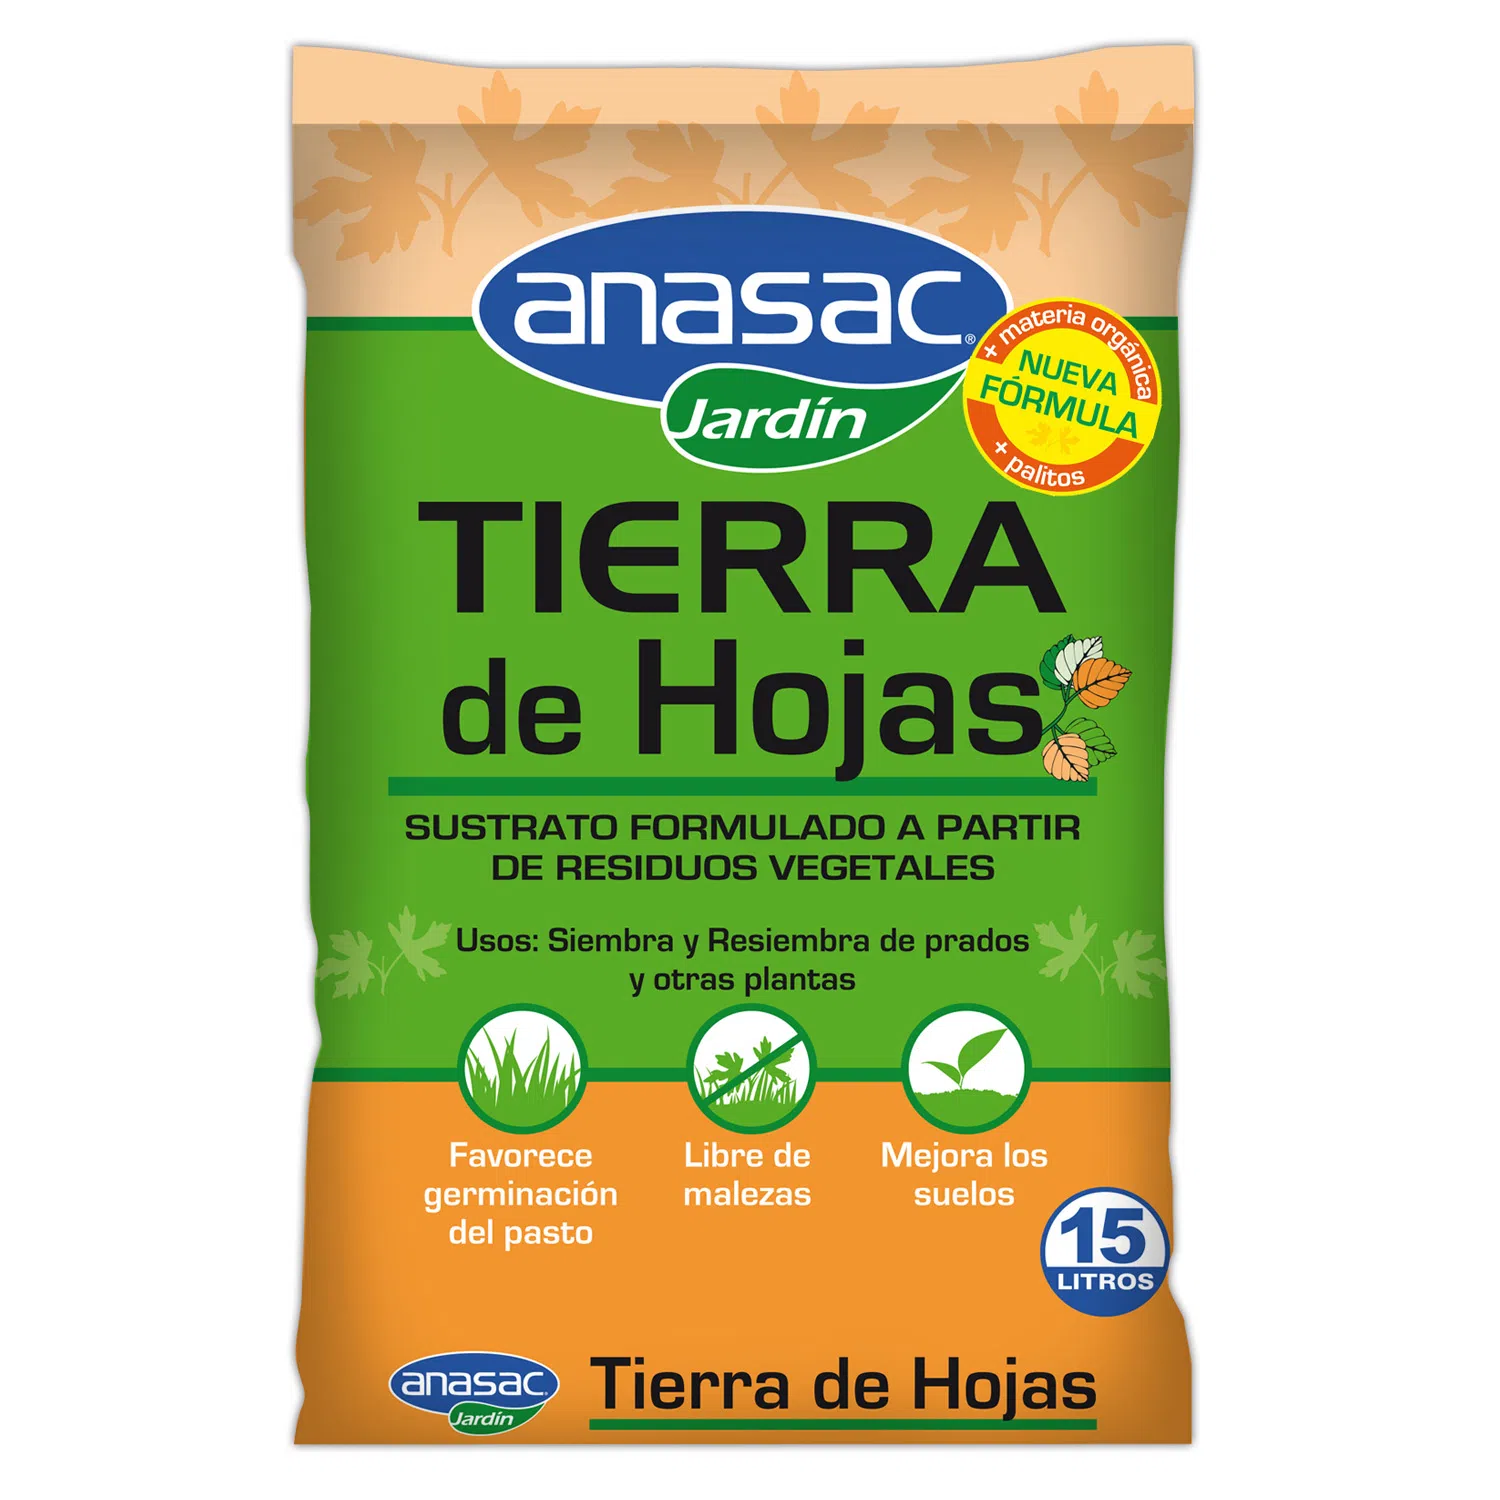 anasac®
Jardín
+ materia orgánica
NUEVA
FÓRMULA
+ palitos
TIERRA
de Hojas
SUSTRATO FORMULADO A PARTIR
DE RESIDUOS VEGETALES
Usos: Siembra y Resiembra de prados
y otras plantas
Favorece
germinación
del pasto
Libre de
malezas
Mejora los
suelos
15
LITROS
anasac®
Jardín
Tierra de Hojas